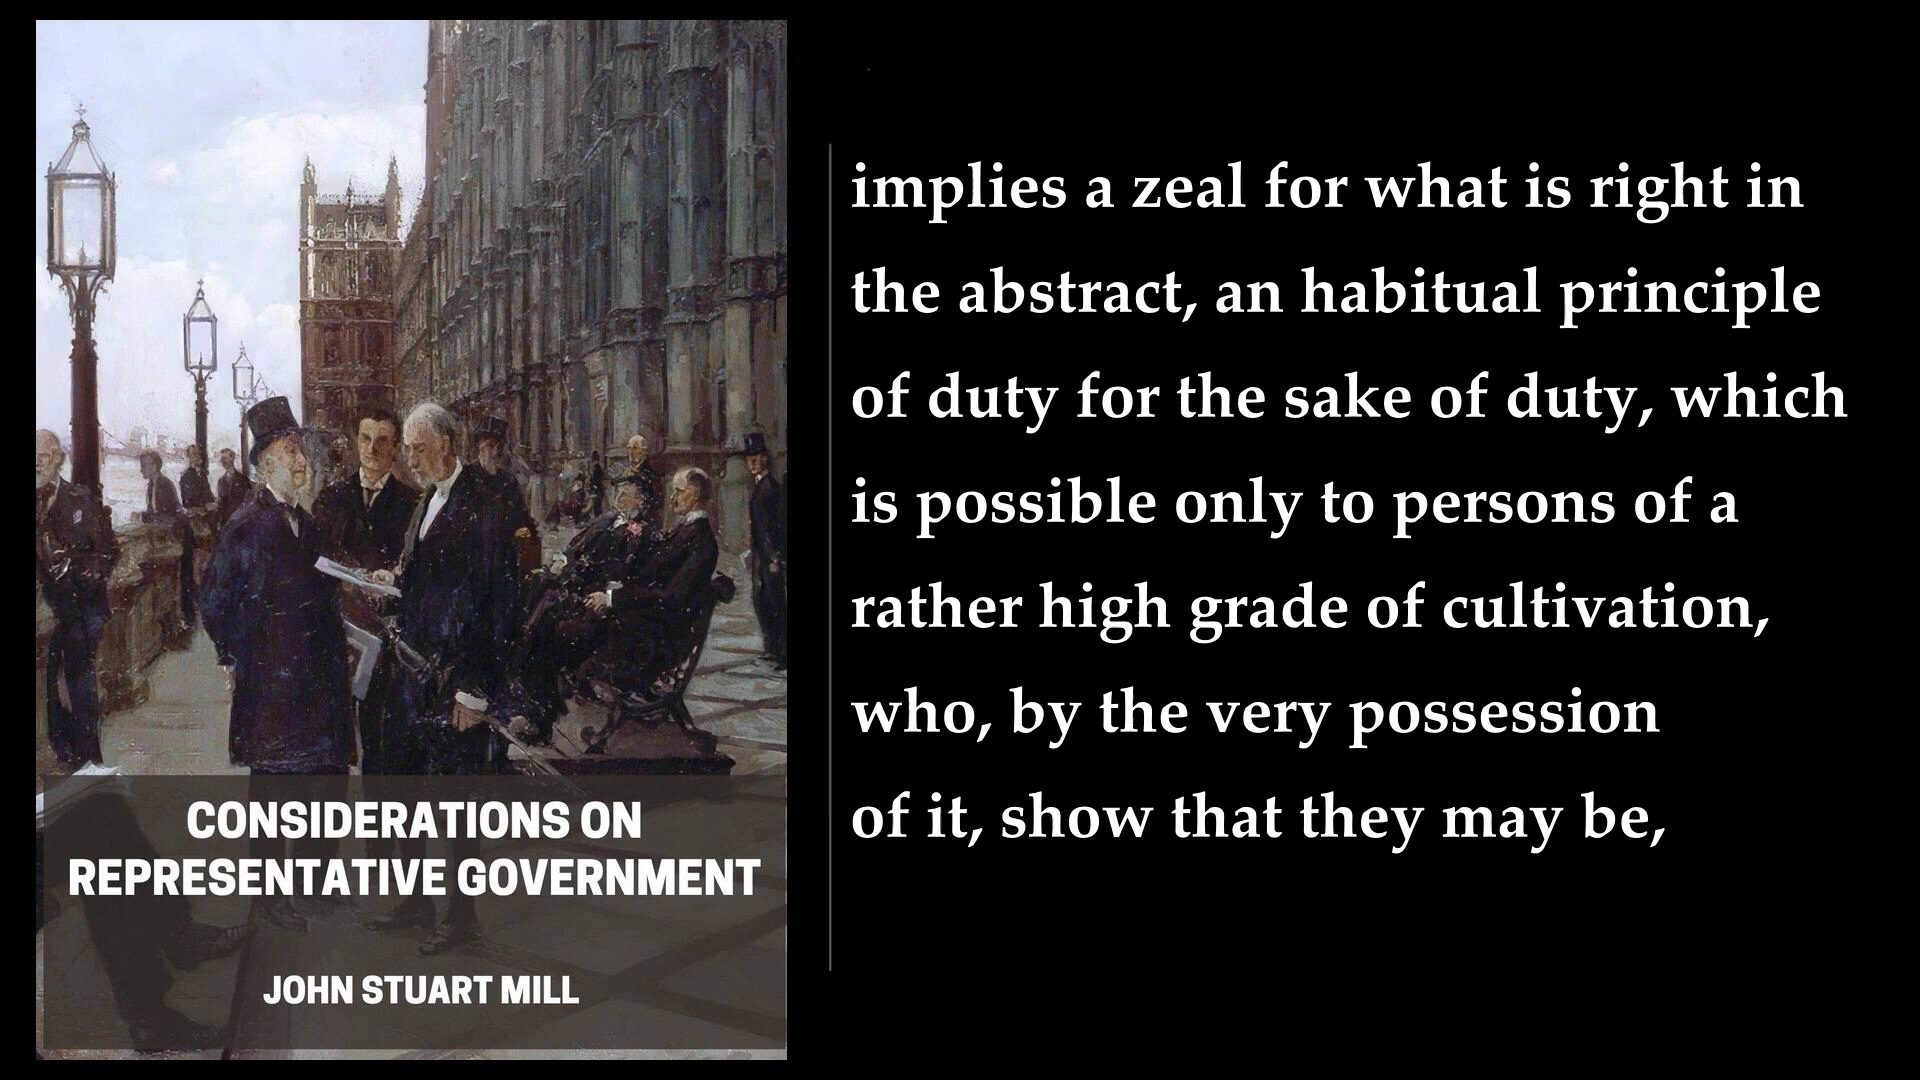 CONSIDERATIONS ON
REPRESENTATIVE GOVERNMENT
JOHN STUART MILL
implies a zeal for what is right in
the abstract, an habitual principle
of duty for the sake of duty, which
is possible only to persons of a
rather high grade of cultivation,
who, by the very possession
of it, show that they may be,